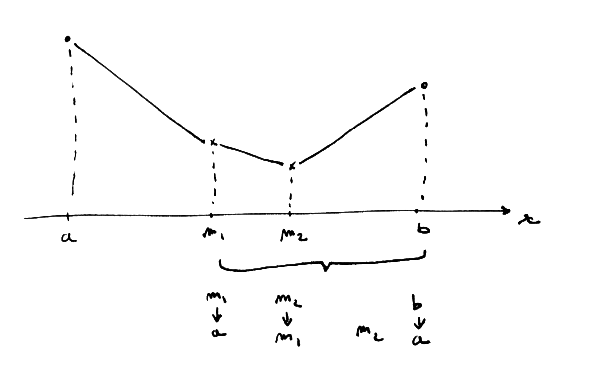 x
a m₁ m₂ b
m₁ m₂ b
↓ ↓ ↓
a m₁ m₂ a